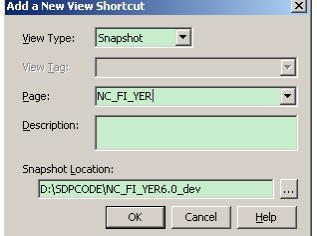 Add a New View Shortcut
View Type: Snapshot
View Tag:
Page: NC_FI_YER
Description:
Snapshot Location:
D:\SDPCODE\NC_FI_YER6.0_dev ...
OK Cancel Help